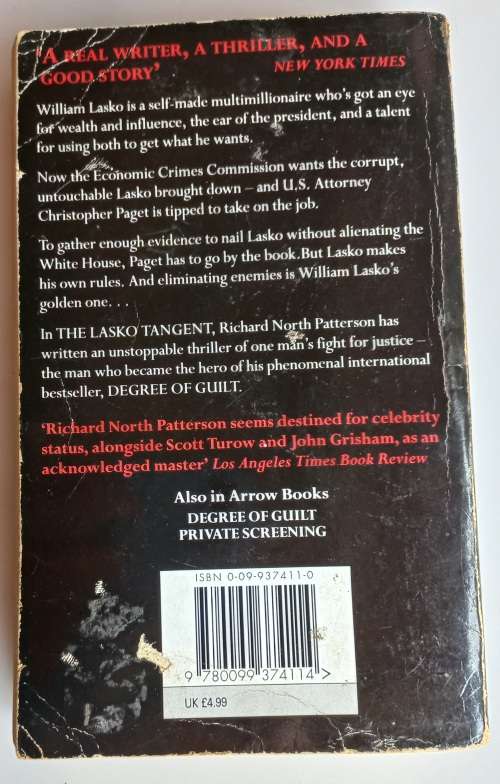 'A REAL WRITER, A THRILLER, AND A
GOOD STORY' NEW YORK TIMES
William Lasko is a self-made multimillionaire who's got an eye
for wealth and influence, the ear of the president, and a talent
for using both to get what he wants.
Now the Economic Crimes Commission wants the corrupt,
untouchable Lasko brought down – and U.S. Attorney
Christopher Paget is tipped to take on the job.
To gather enough evidence to nail Lasko without alienating the
White House, Paget has to go by the book.But Lasko makes
his own rules. And eliminating enemies is William Lasko's
golden one. . .
In THE LASKO TANGENT, Richard North Patterson has
written an unstoppable thriller of one man's fight for justice –
the man who became the hero of his phenomenal international
bestseller, DEGREE OF GUILT.
'Richard North Patterson seems destined for celebrity
status, alongside Scott Turow and John Grisham, as an
acknowledged master' Los Angeles Times Book Review
Also in Arrow Books
DEGREE OF GUILT
PRIVATE SCREENING
ISBN 0-09-937411-0
9 780099 374114 >
UK £4.99